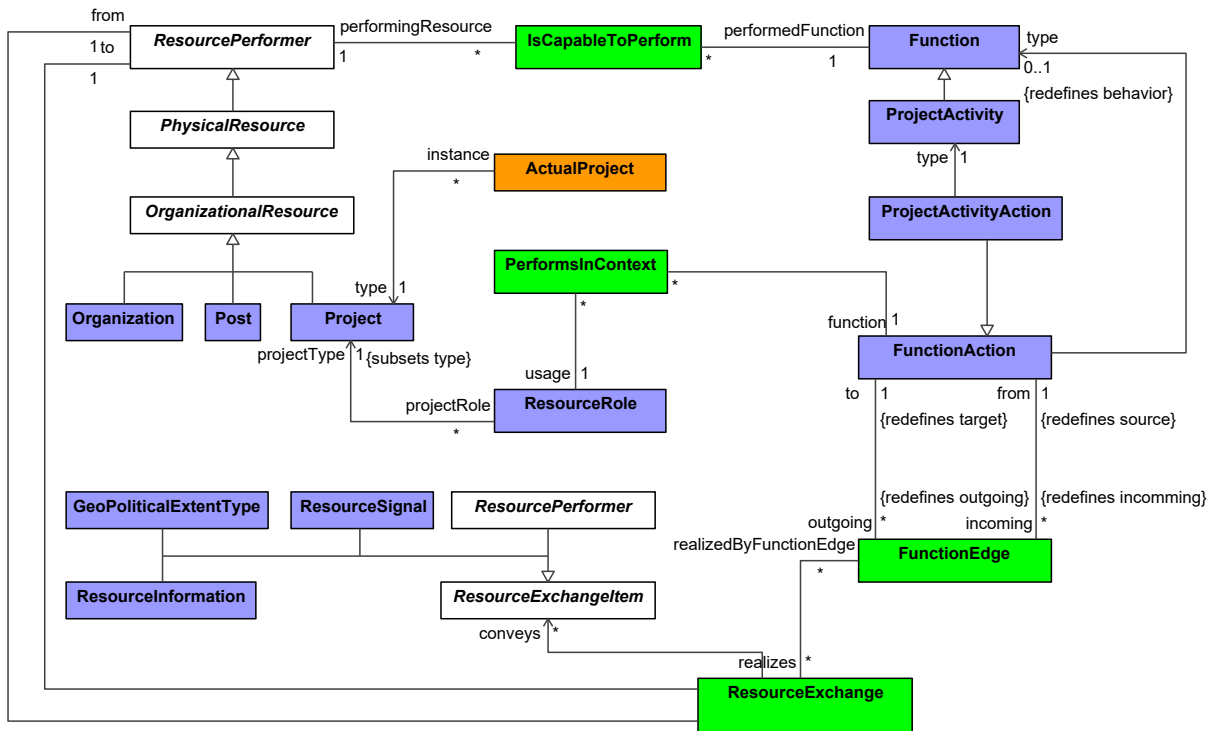 from
1
to
1
ResourcePerformer
1
performingResource
*
IsCapableToPerform
performedFunction
*
1
Function
type
0..1
{redefines behavior}
PhysicalResource
ProjectActivity
type
1
instance
*
ActualProject
OrganizationalResource
ProjectActivityAction
PerformsInContext
*
*
Organization
Post
type
1
Project
function
1
FunctionAction
projectType
1
{subsets type}
usage
1
projectRole
*
ResourceRole
to
1
from
1
{redefines target}
{redefines source}
GeoPoliticalExtentType
ResourceSignal
ResourcePerformer
{redefines outgoing}
{redefines incomming}
outgoing
*
incoming
*
realizedByFunctionEdge
*
FunctionEdge
ResourceInformation
ResourceExchangeItem
conveys
*
realizes
*
ResourceExchange